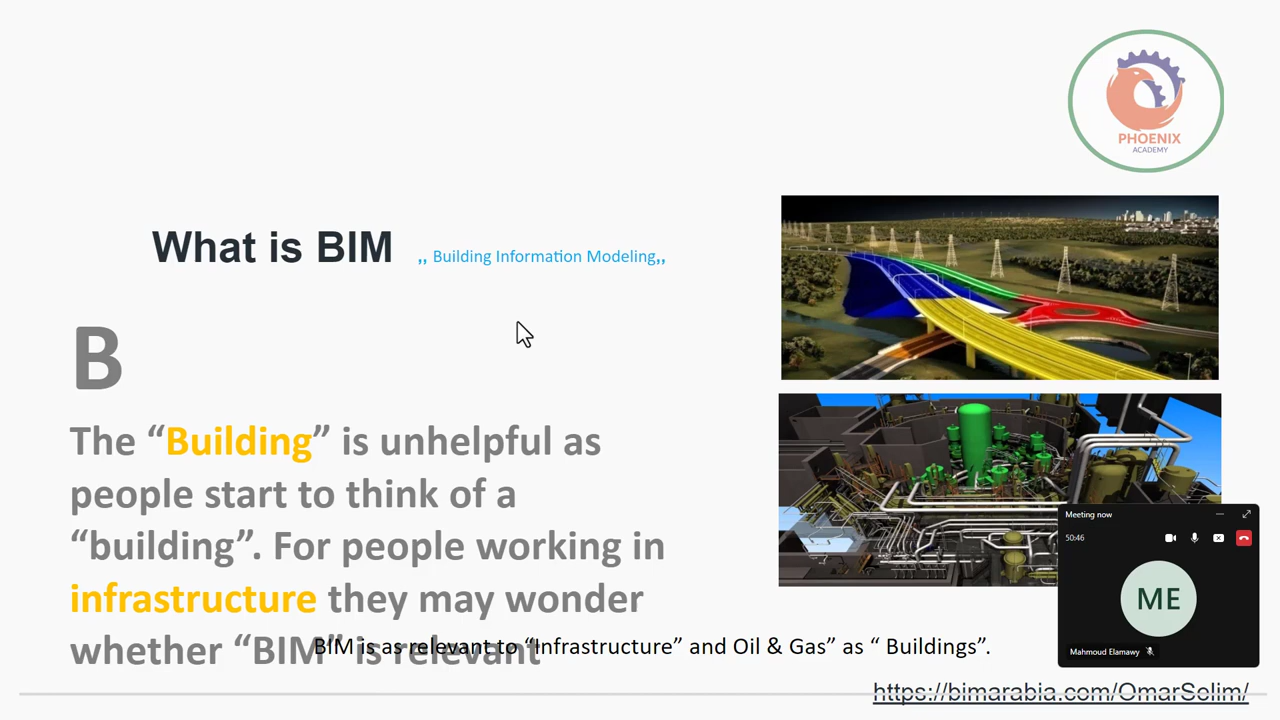 PHOENIX
ACADEMY
What is BIM ,, Building Information Modeling,,
B
The “Building” is unhelpful as
people start to think of a
“building”. For people working in
infrastructure they may wonder
whether “BIM” is relevant
BIM is as relevant to “Infrastructure” and Oil & Gas” as “ Buildings”.
Meeting now
50:46
ME
Mahmoud Elamawy
https://bimarabia.com/OmarSelim/